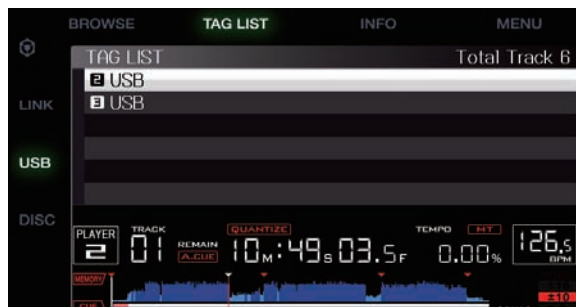 BROWSE TAG LIST INFO MENU
TAG LIST Total Track 6
2 USB
3 USB
LINK
USB
DISC
PLAYER 2 TRACK 01 REMAIN A.CUE QUANTIZE 10M:49S03.5F TEMPO MT 0.00% 126.5 BPM
MEMORY
CUE ±10